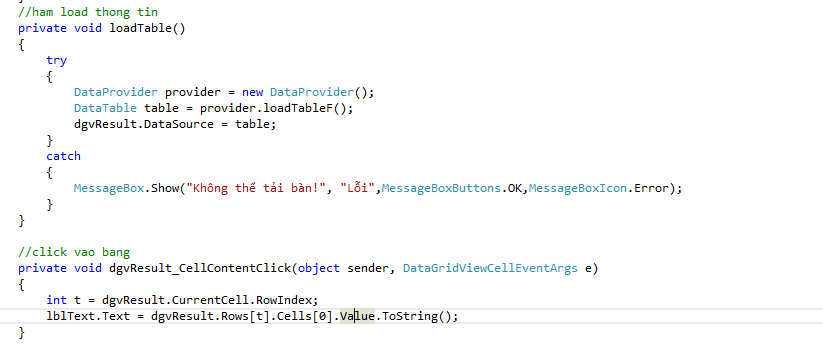 //ham load thong tin
private void loadTable()
{
try
{
DataProvider provider = new DataProvider();
DataTable table = provider.loadTableF();
dgvResult.DataSource = table;
}
catch
{
MessageBox.Show("Không thể tải bàn!", "Lỗi",MessageBoxButtons.OK,MessageBoxIcon.Error);
}
}
//click vao bang
private void dgvResult_CellContentClick(object sender, DataGridViewCellEventArgs e)
{
int t = dgvResult.CurrentCell.RowIndex;
lblText.Text = dgvResult.Rows[t].Cells[0].Value.ToString();
}